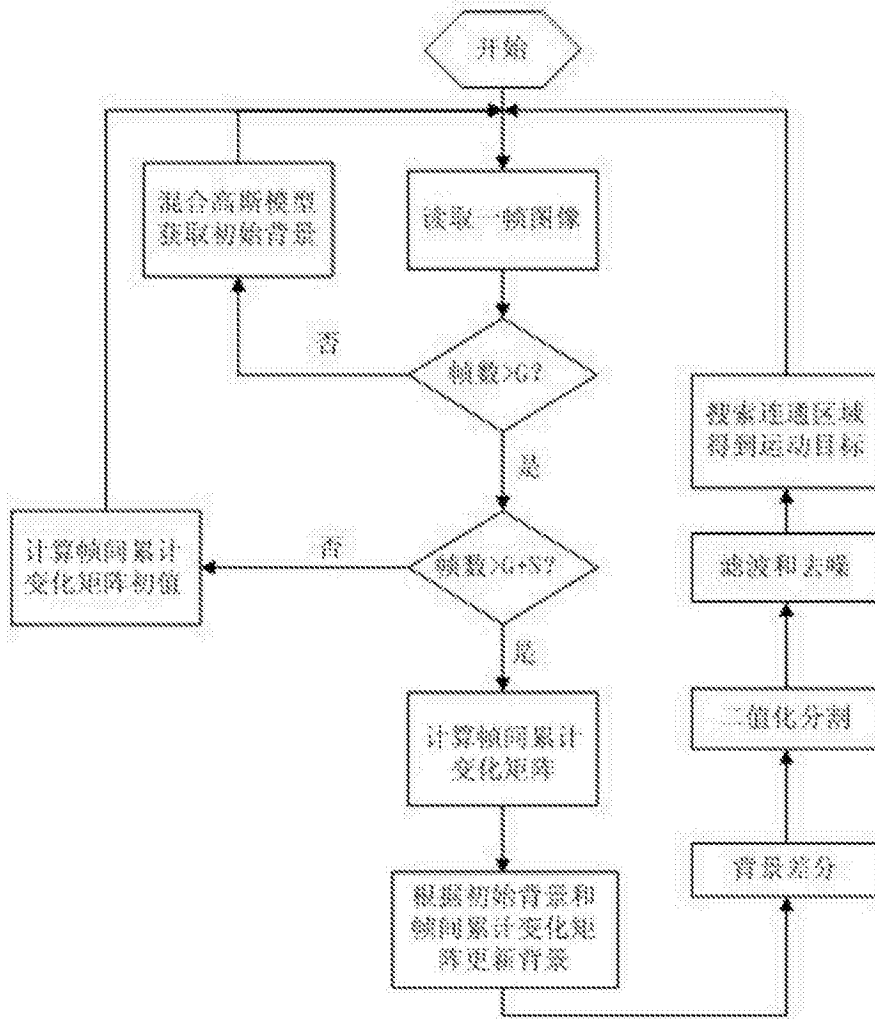 开始
混合高斯模型
获取初始背景
读取一帧图像
否
帧数>G?
是
搜索连通区域
得到运动目标
计算帧间累计
变化矩阵初值
否
帧数>G+N?
滤波和去噪
是
二值化分割
计算帧间累计
变化矩阵
背景差分
根据初始背景和
帧间累计变化矩
阵更新背景